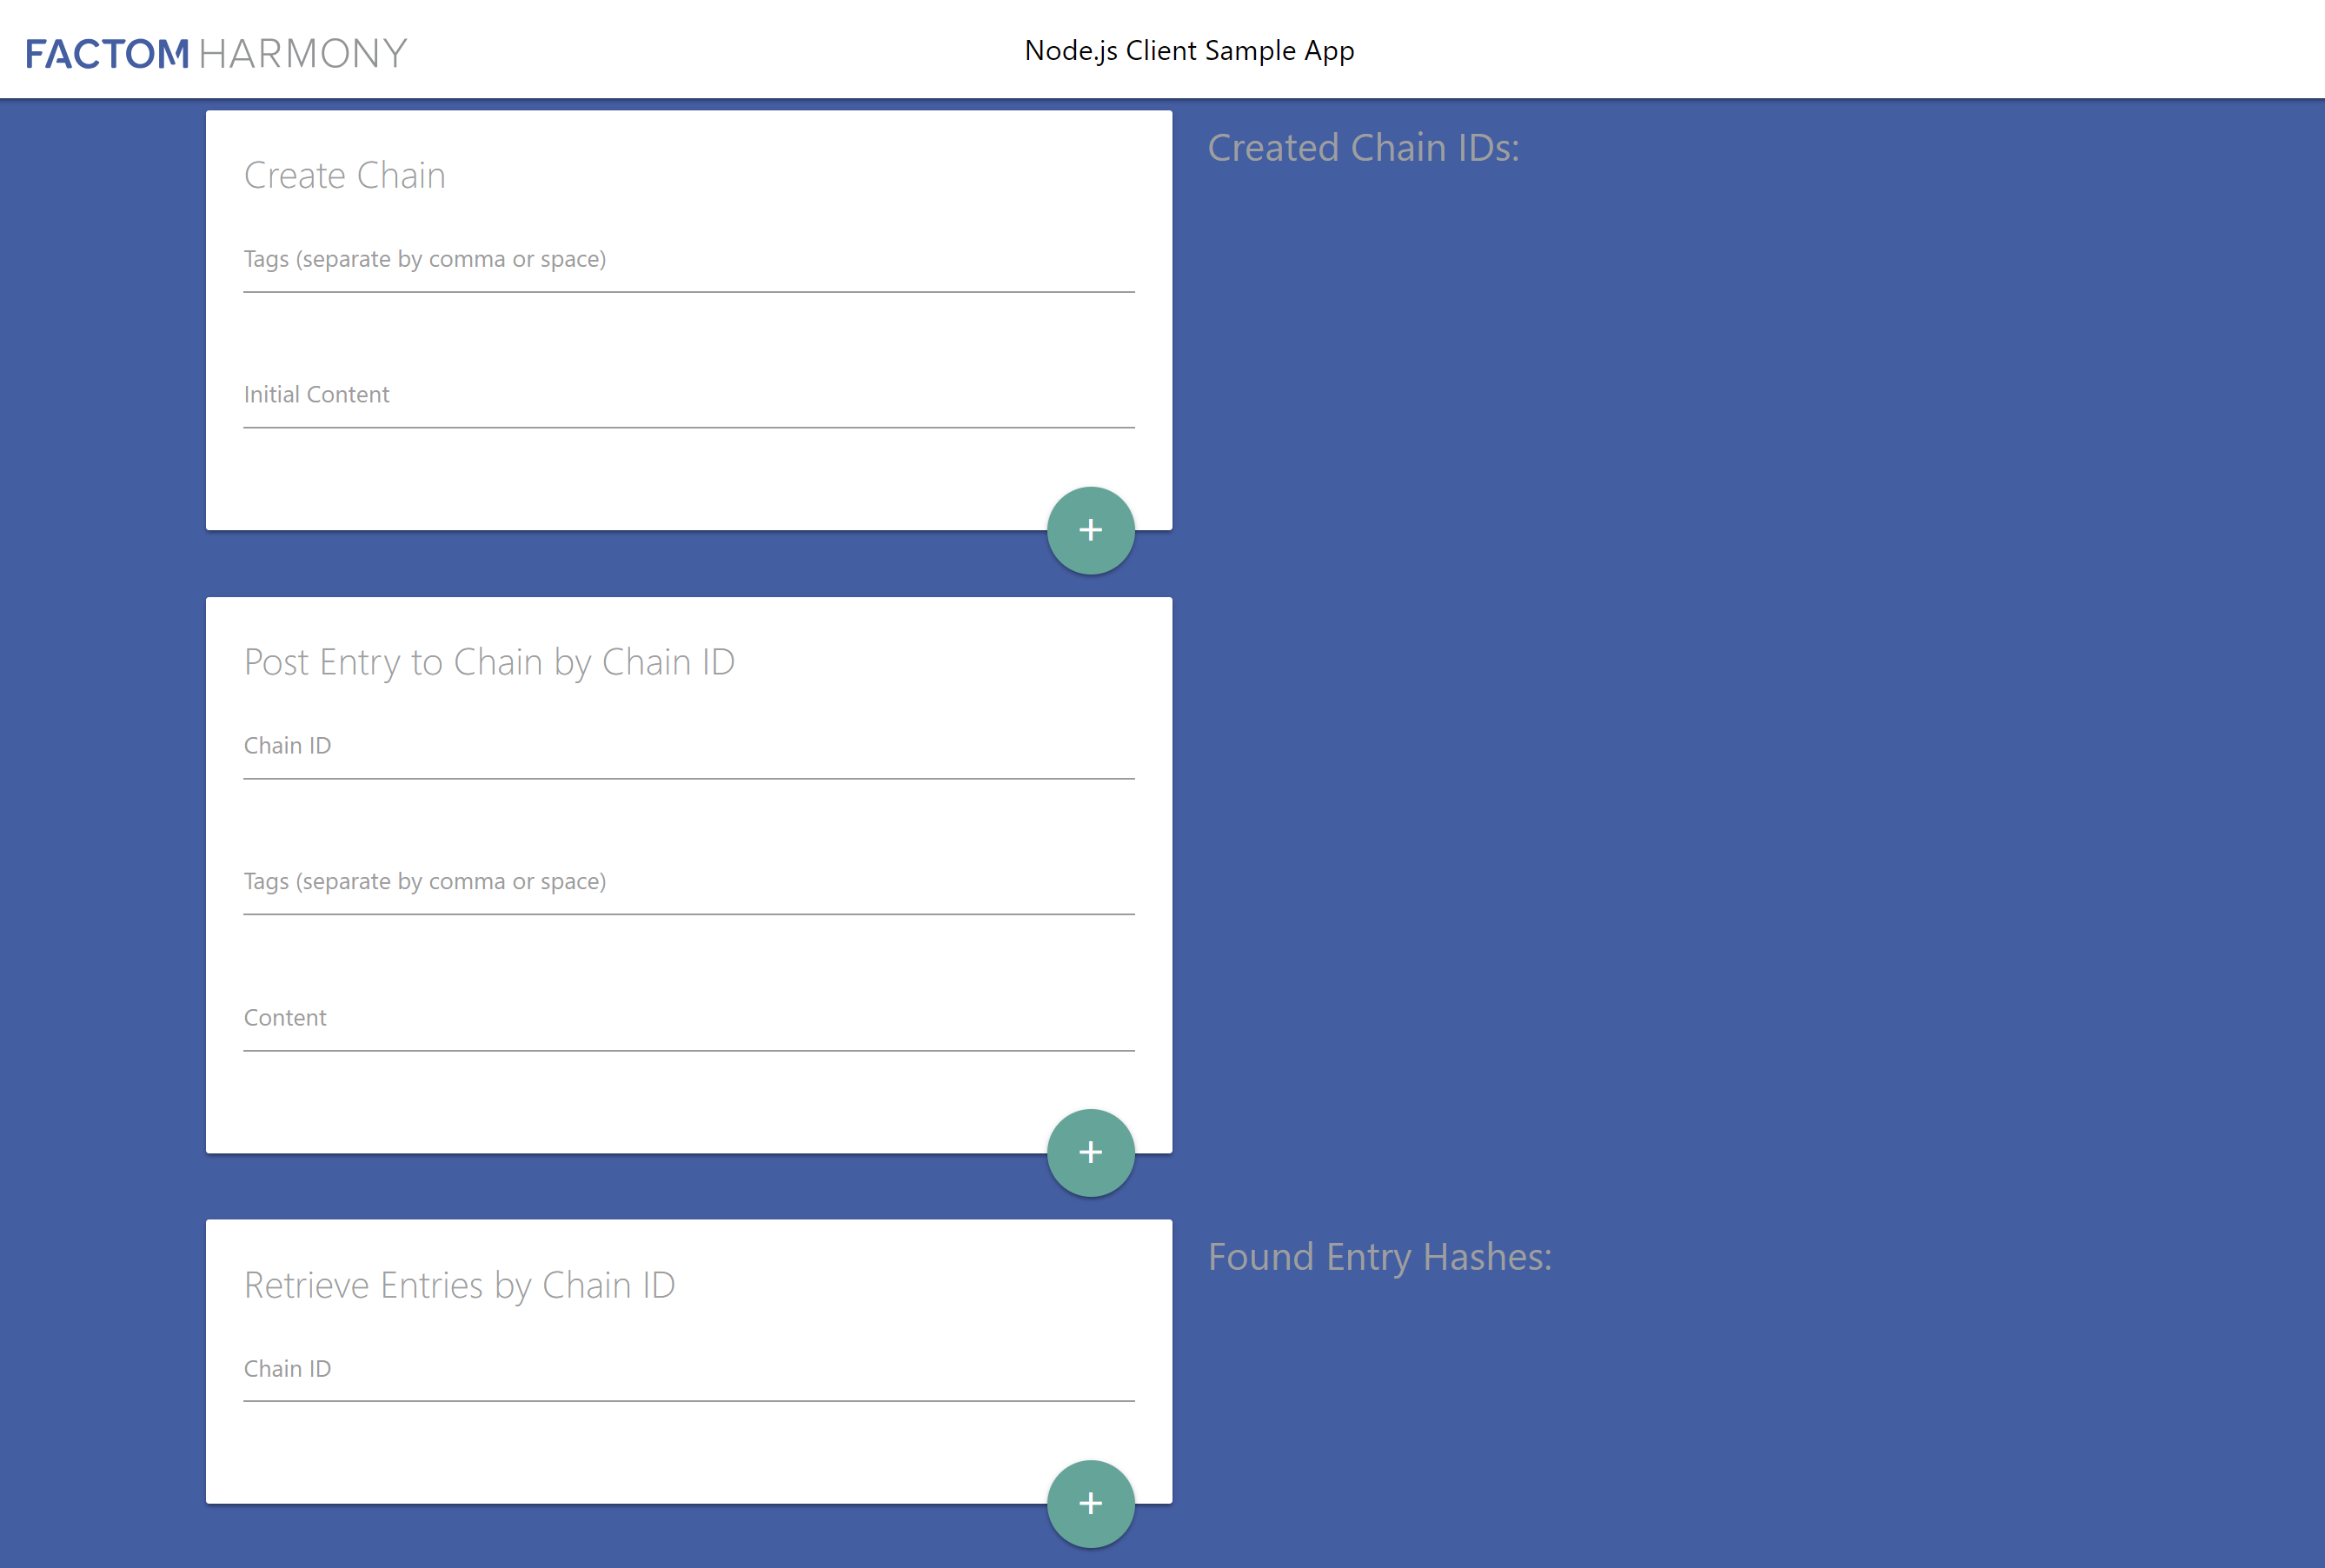 FACTOM HARMONY
Node.js Client Sample App
Create Chain
Tags (separate by comma or space)
Initial Content
+
Created Chain IDs:
Post Entry to Chain by Chain ID
Chain ID
Tags (separate by comma or space)
Content
+
Retrieve Entries by Chain ID
Chain ID
+
Found Entry Hashes: